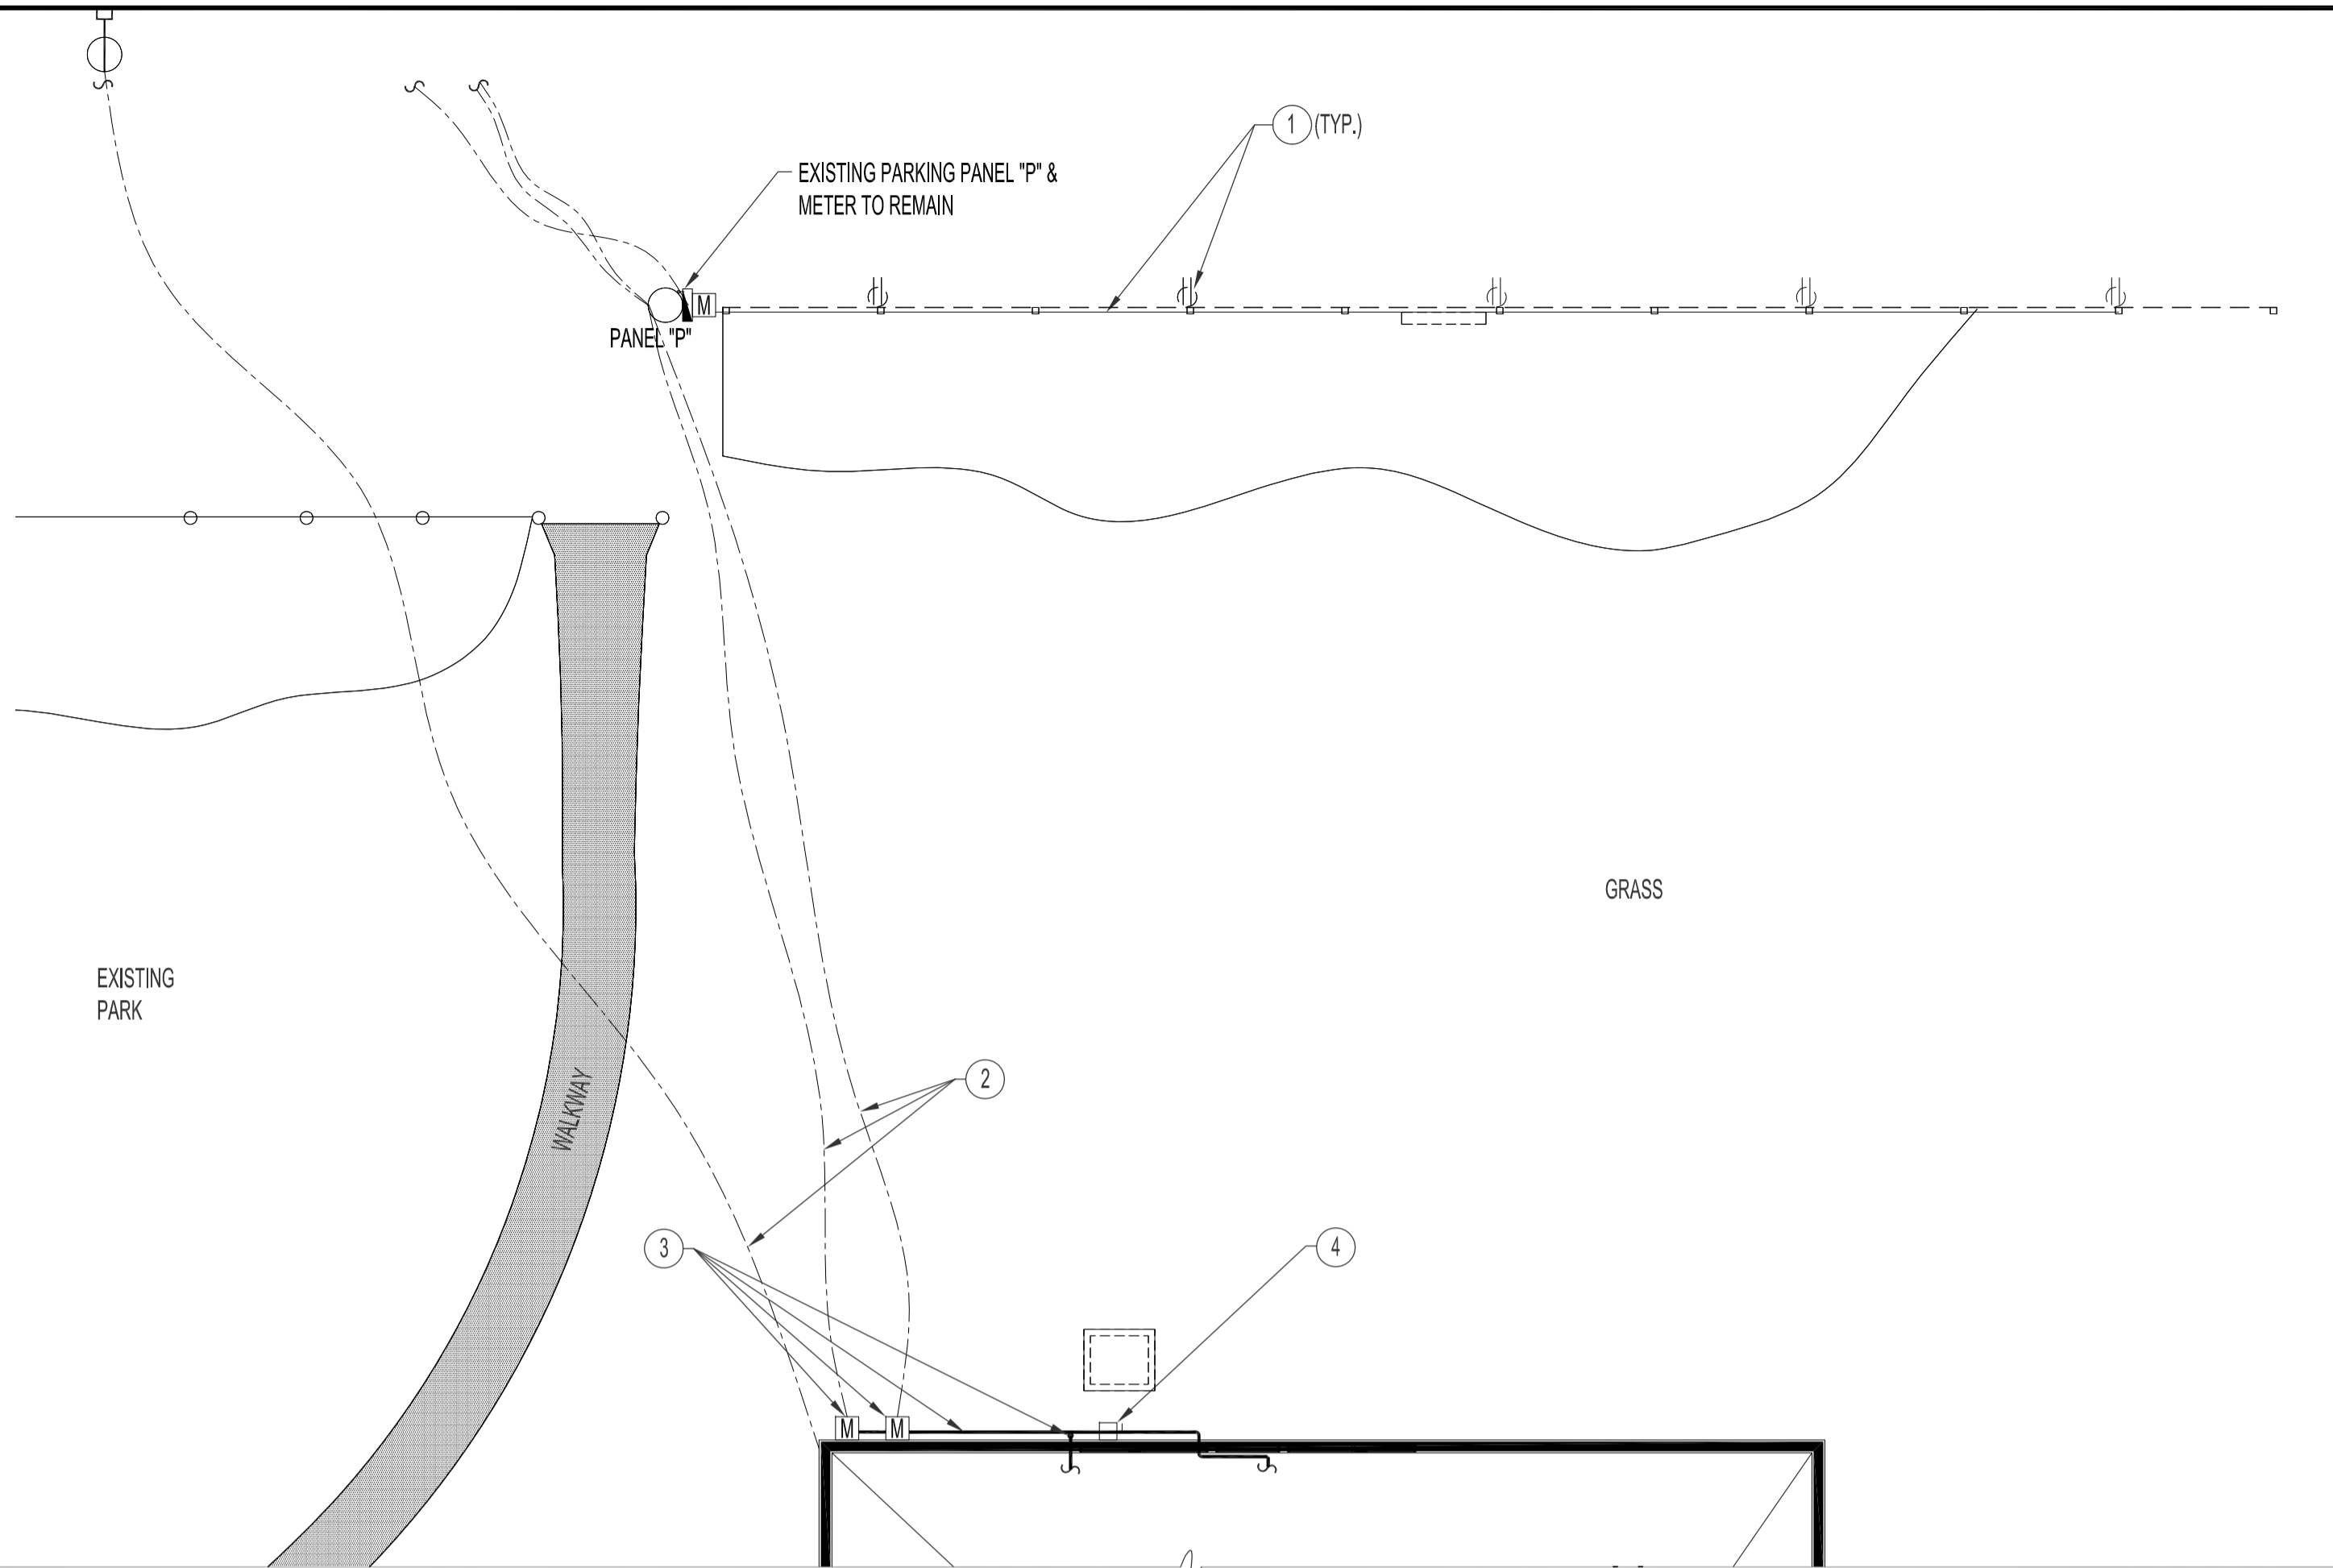 1 (TYP.)
EXISTING PARKING PANEL "P" &
METER TO REMAIN
M
PANEL "P"
GRASS
EXISTING
PARK
WALKWAY
2
3
4
M
M